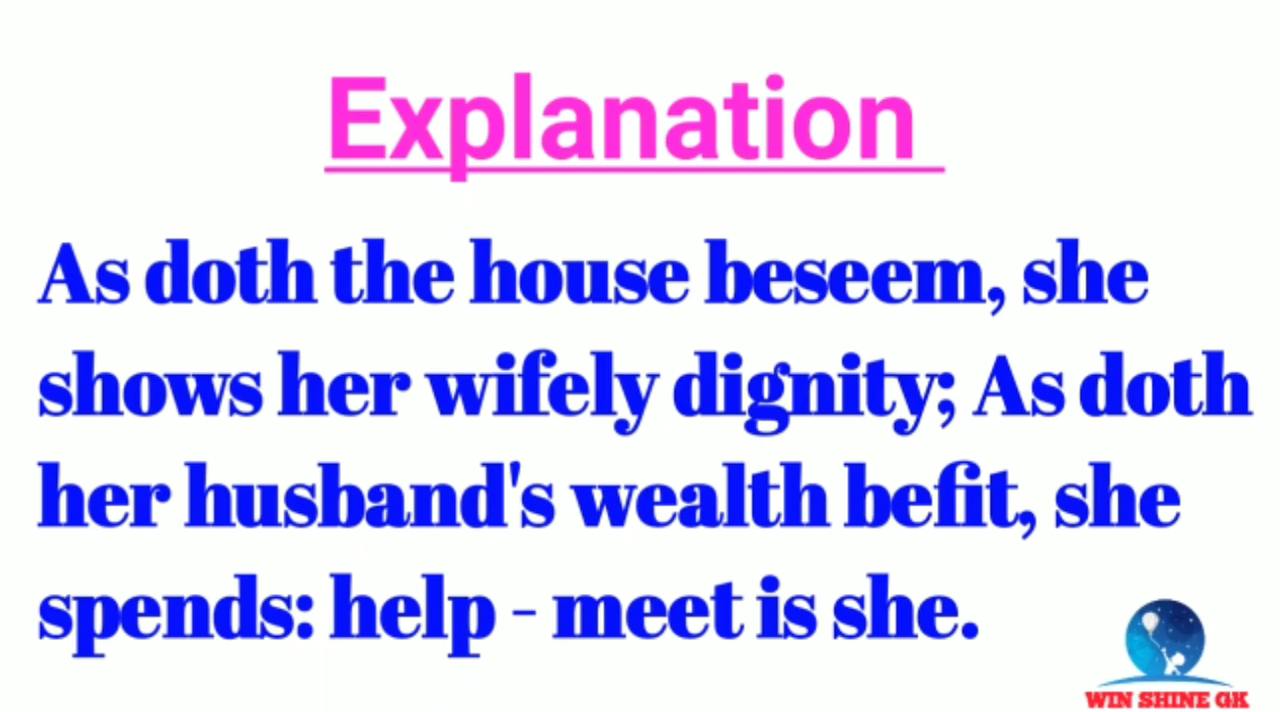 Explanation
As doth the house beseem, she
shows her wifely dignity; As doth
her husband's wealth befit, she
spends: help - meet is she.
WIN SHINE GK